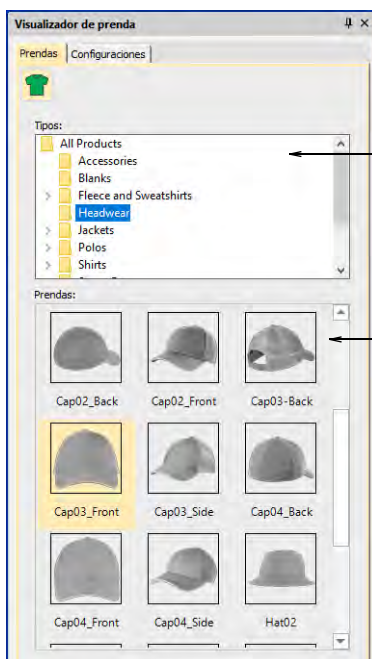 Visualizador de prenda
Prendas Configuraciones
Tipos:
All Products
Accessories
Blanks
Fleece and Sweatshirts
Headwear
Jackets
Polos
Shirts
Prendas:
Cap02_Back Cap02_Front Cap03-Back
Cap03_Front Cap03_Side Cap04_Back
Cap04_Front Cap04_Side Hat02